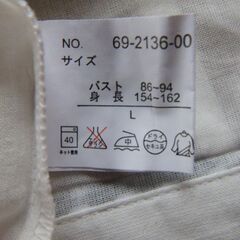 NO. 69-2136-00
サイズ
バスト 86~94
身長 154~162
L
40 中 ドライ
ネット使用 セキユ系